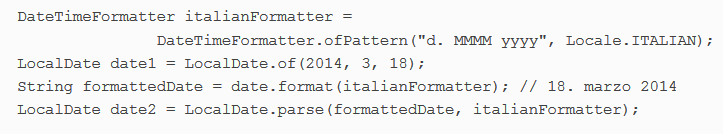 DateTimeFormatter italianFormatter =
DateTimeFormatter.ofPattern("d. MMMM yyyy", Locale.ITALIAN);
LocalDate date1 = LocalDate.of(2014, 3, 18);
String formattedDate = date.format(italianFormatter); // 18. marzo 2014
LocalDate date2 = LocalDate.parse(formattedDate, italianFormatter);